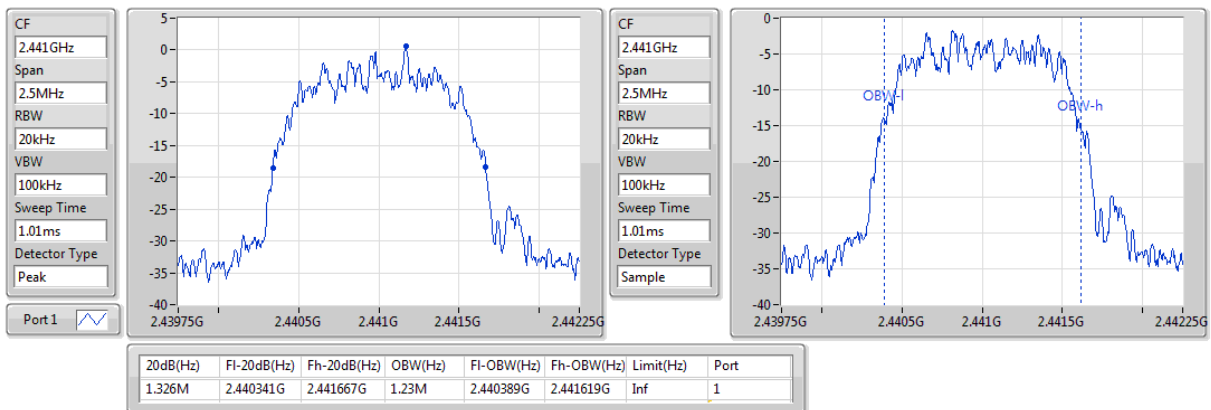 CF
2.441GHz
Span
2.5MHz
RBW
20kHz
VBW
100kHz
Sweep Time
1.01ms
Detector Type
Peak
Port 1
5
0
-5
-10
-15
-20
-25
-30
-35
-40
2.43975G 2.4405G 2.441G 2.4415G 2.44225G
CF
2.441GHz
Span
2.5MHz
RBW
20kHz
VBW
100kHz
Sweep Time
1.01ms
Detector Type
Sample
0
-5
-10
-15
-20
-25
-30
-35
-40
OBW-l
OBW-h
2.43975G 2.4405G 2.441G 2.4415G 2.44225G
20dB(Hz) Fl-20dB(Hz) Fh-20dB(Hz) OBW(Hz) Fl-OBW(Hz) Fh-OBW(Hz) Limit(Hz) Port
1.326M 2.440341G 2.441667G 1.23M 2.440389G 2.441619G Inf 1